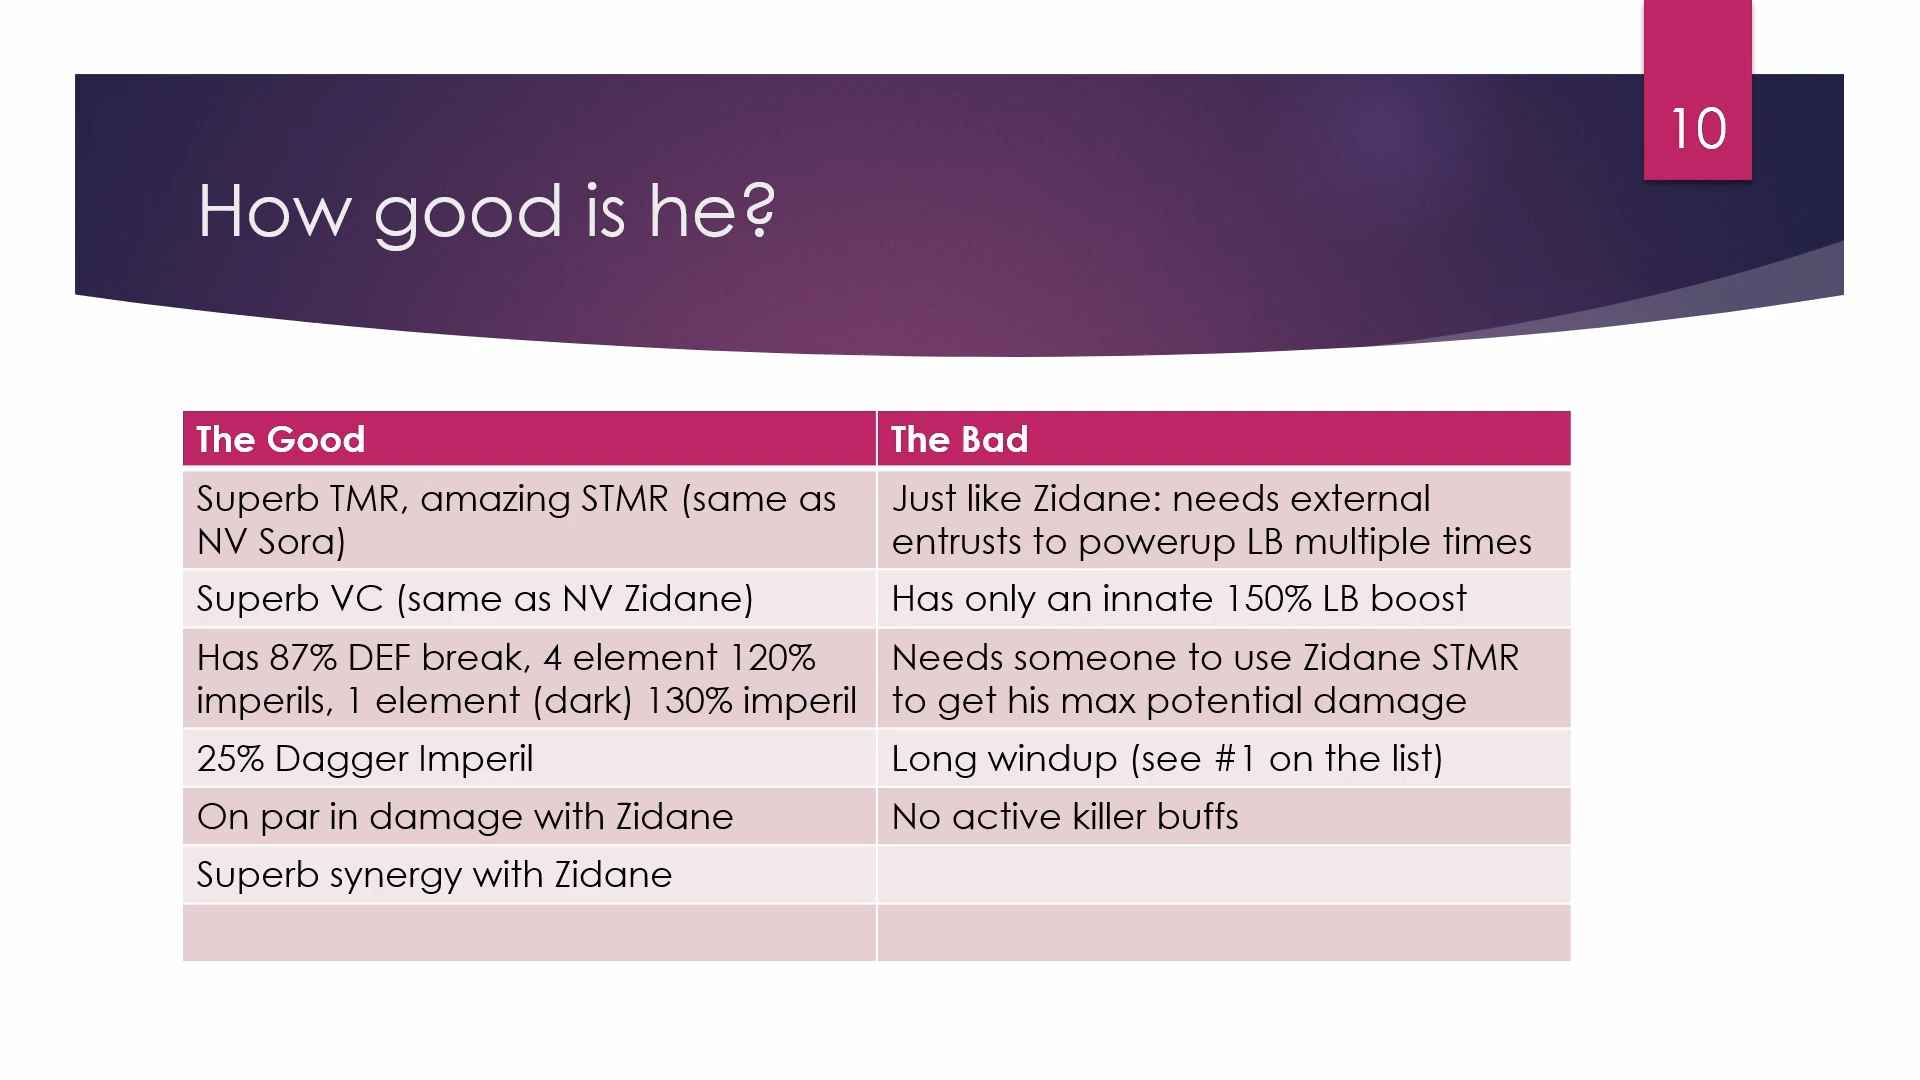 10
How good is he?
The Good
The Bad
Superb TMR, amazing STMR (same as
NV Sora)
Just like Zidane: needs external
entrusts to powerup LB multiple times
Superb VC (same as NV Zidane)
Has only an innate 150% LB boost
Has 87% DEF break, 4 element 120%
imperils, 1 element (dark) 130% imperil
Needs someone to use Zidane STMR
to get his max potential damage
25% Dagger Imperil
Long windup (see #1 on the list)
On par in damage with Zidane
No active killer buffs
Superb synergy with Zidane